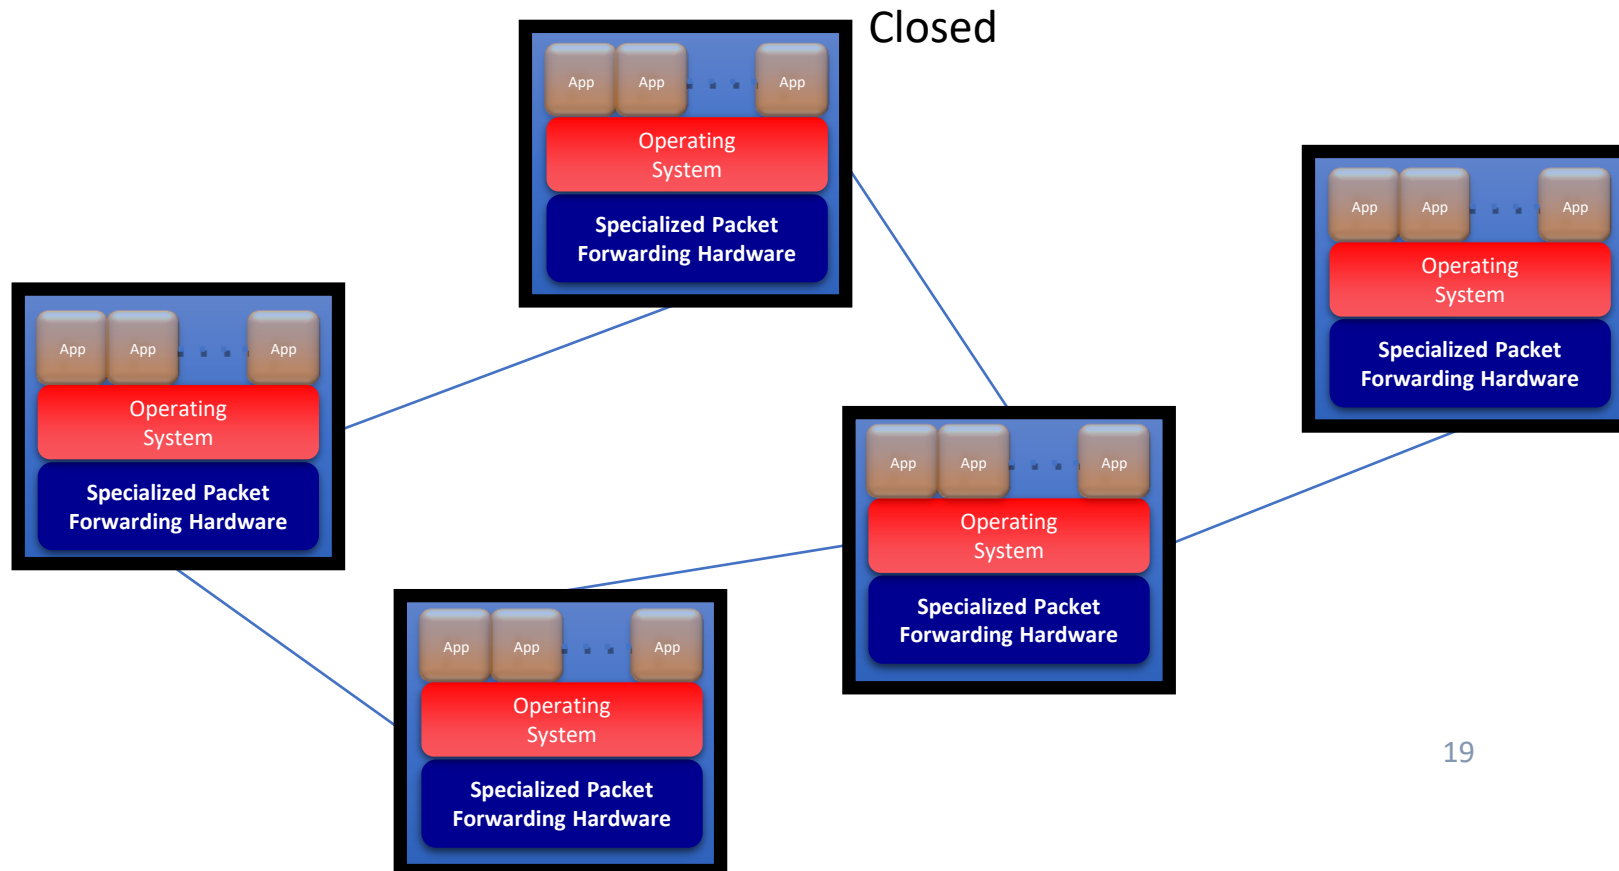 Closed
App App App
Operating
System
Specialized Packet
Forwarding Hardware
App App App
Operating
System
Specialized Packet
Forwarding Hardware
App App App
Operating
System
Specialized Packet
Forwarding Hardware
App App App
Operating
System
Specialized Packet
Forwarding Hardware
App App App
Operating
System
Specialized Packet
Forwarding Hardware
19